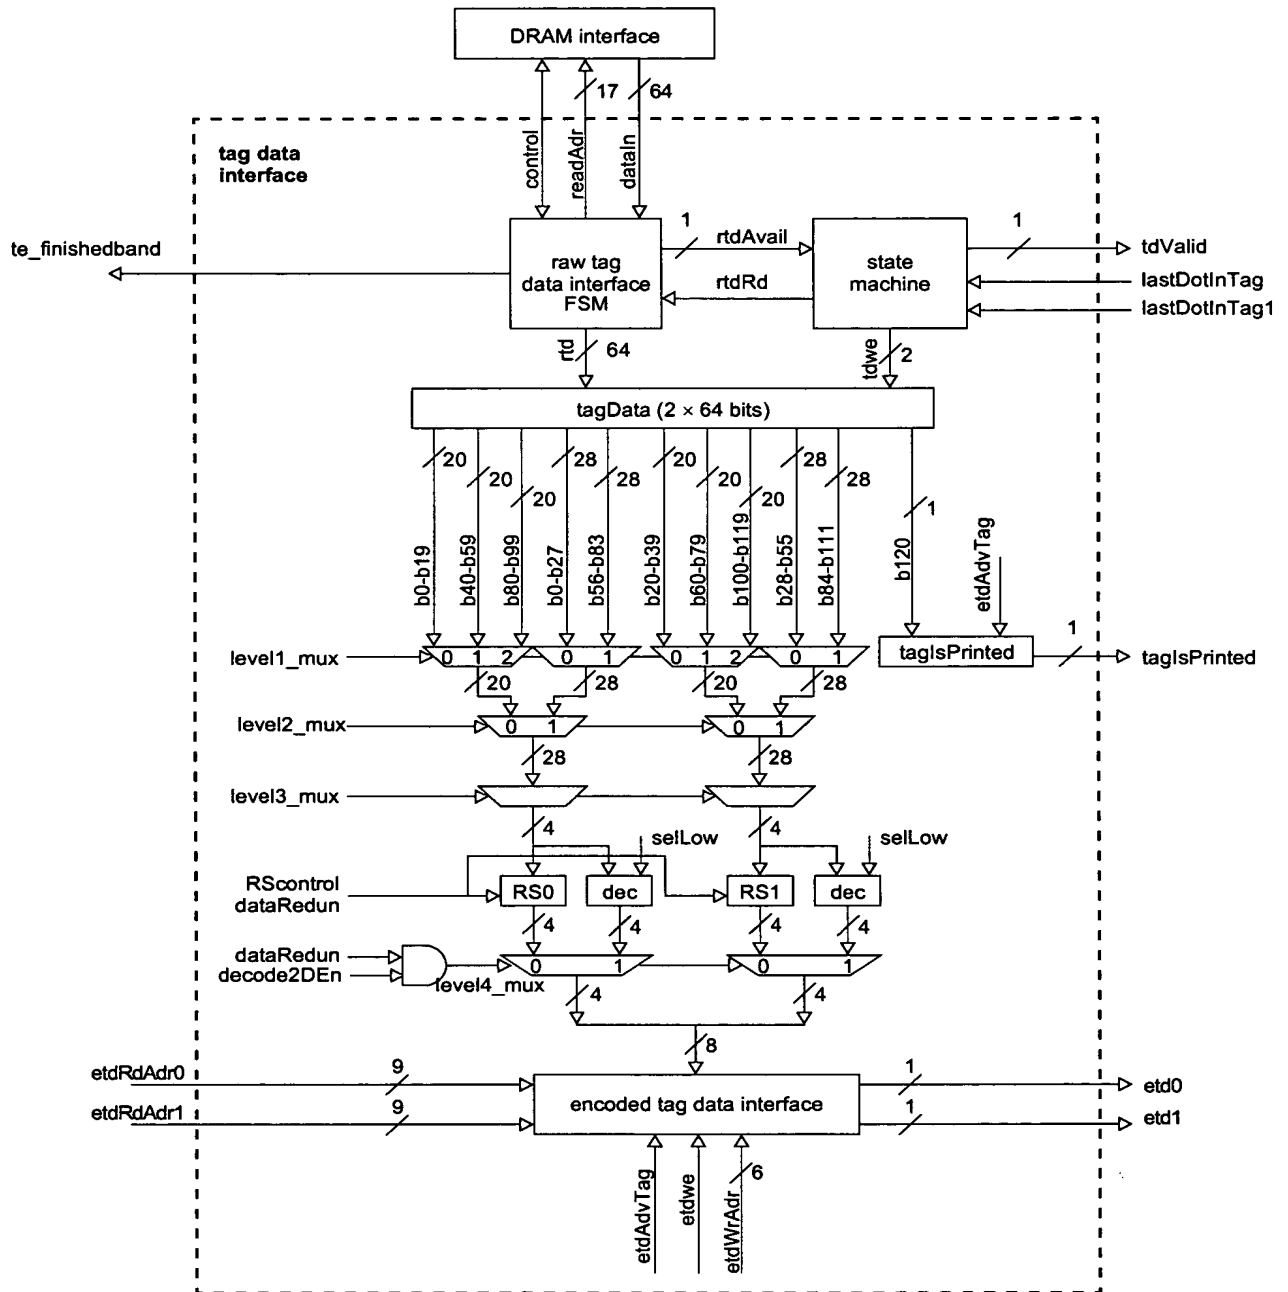 DRAM interface
17
64
control
readAdr
dataIn
tag data
interface
te_finishedband
raw tag
data interface
FSM
1
rtdAvail
rtdRd
state
machine
1
tdValid
lastDotInTag
lastDotInTag1
rtd
64
tdwe
2
tagData (2 × 64 bits)
20
20
20
28
28
20
20
20
28
28
1
b0-b19
b40-b59
b80-b99
b0-b27
b56-b83
b20-b39
b60-b79
b100-b119
b28-b55
b84-b111
b120
etdAdvTag
level1_mux
0 1 2
0 1
0 1 2
0 1
tagIsPrinted
1
tagIsPrinted
20
28
20
28
level2_mux
0 1
0 1
28
28
level3_mux
4
4
selLow
selLow
RScontrol
dataRedun
RS0
dec
RS1
dec
4
4
4
4
dataRedun
decode2DEn
level4_mux
0 1
0 1
4
4
8
etdRdAdr0
9
etdRdAdr1
9
encoded tag data interface
1
etd0
1
etd1
etdAdvTag
etdwe
etdWrAdr
6